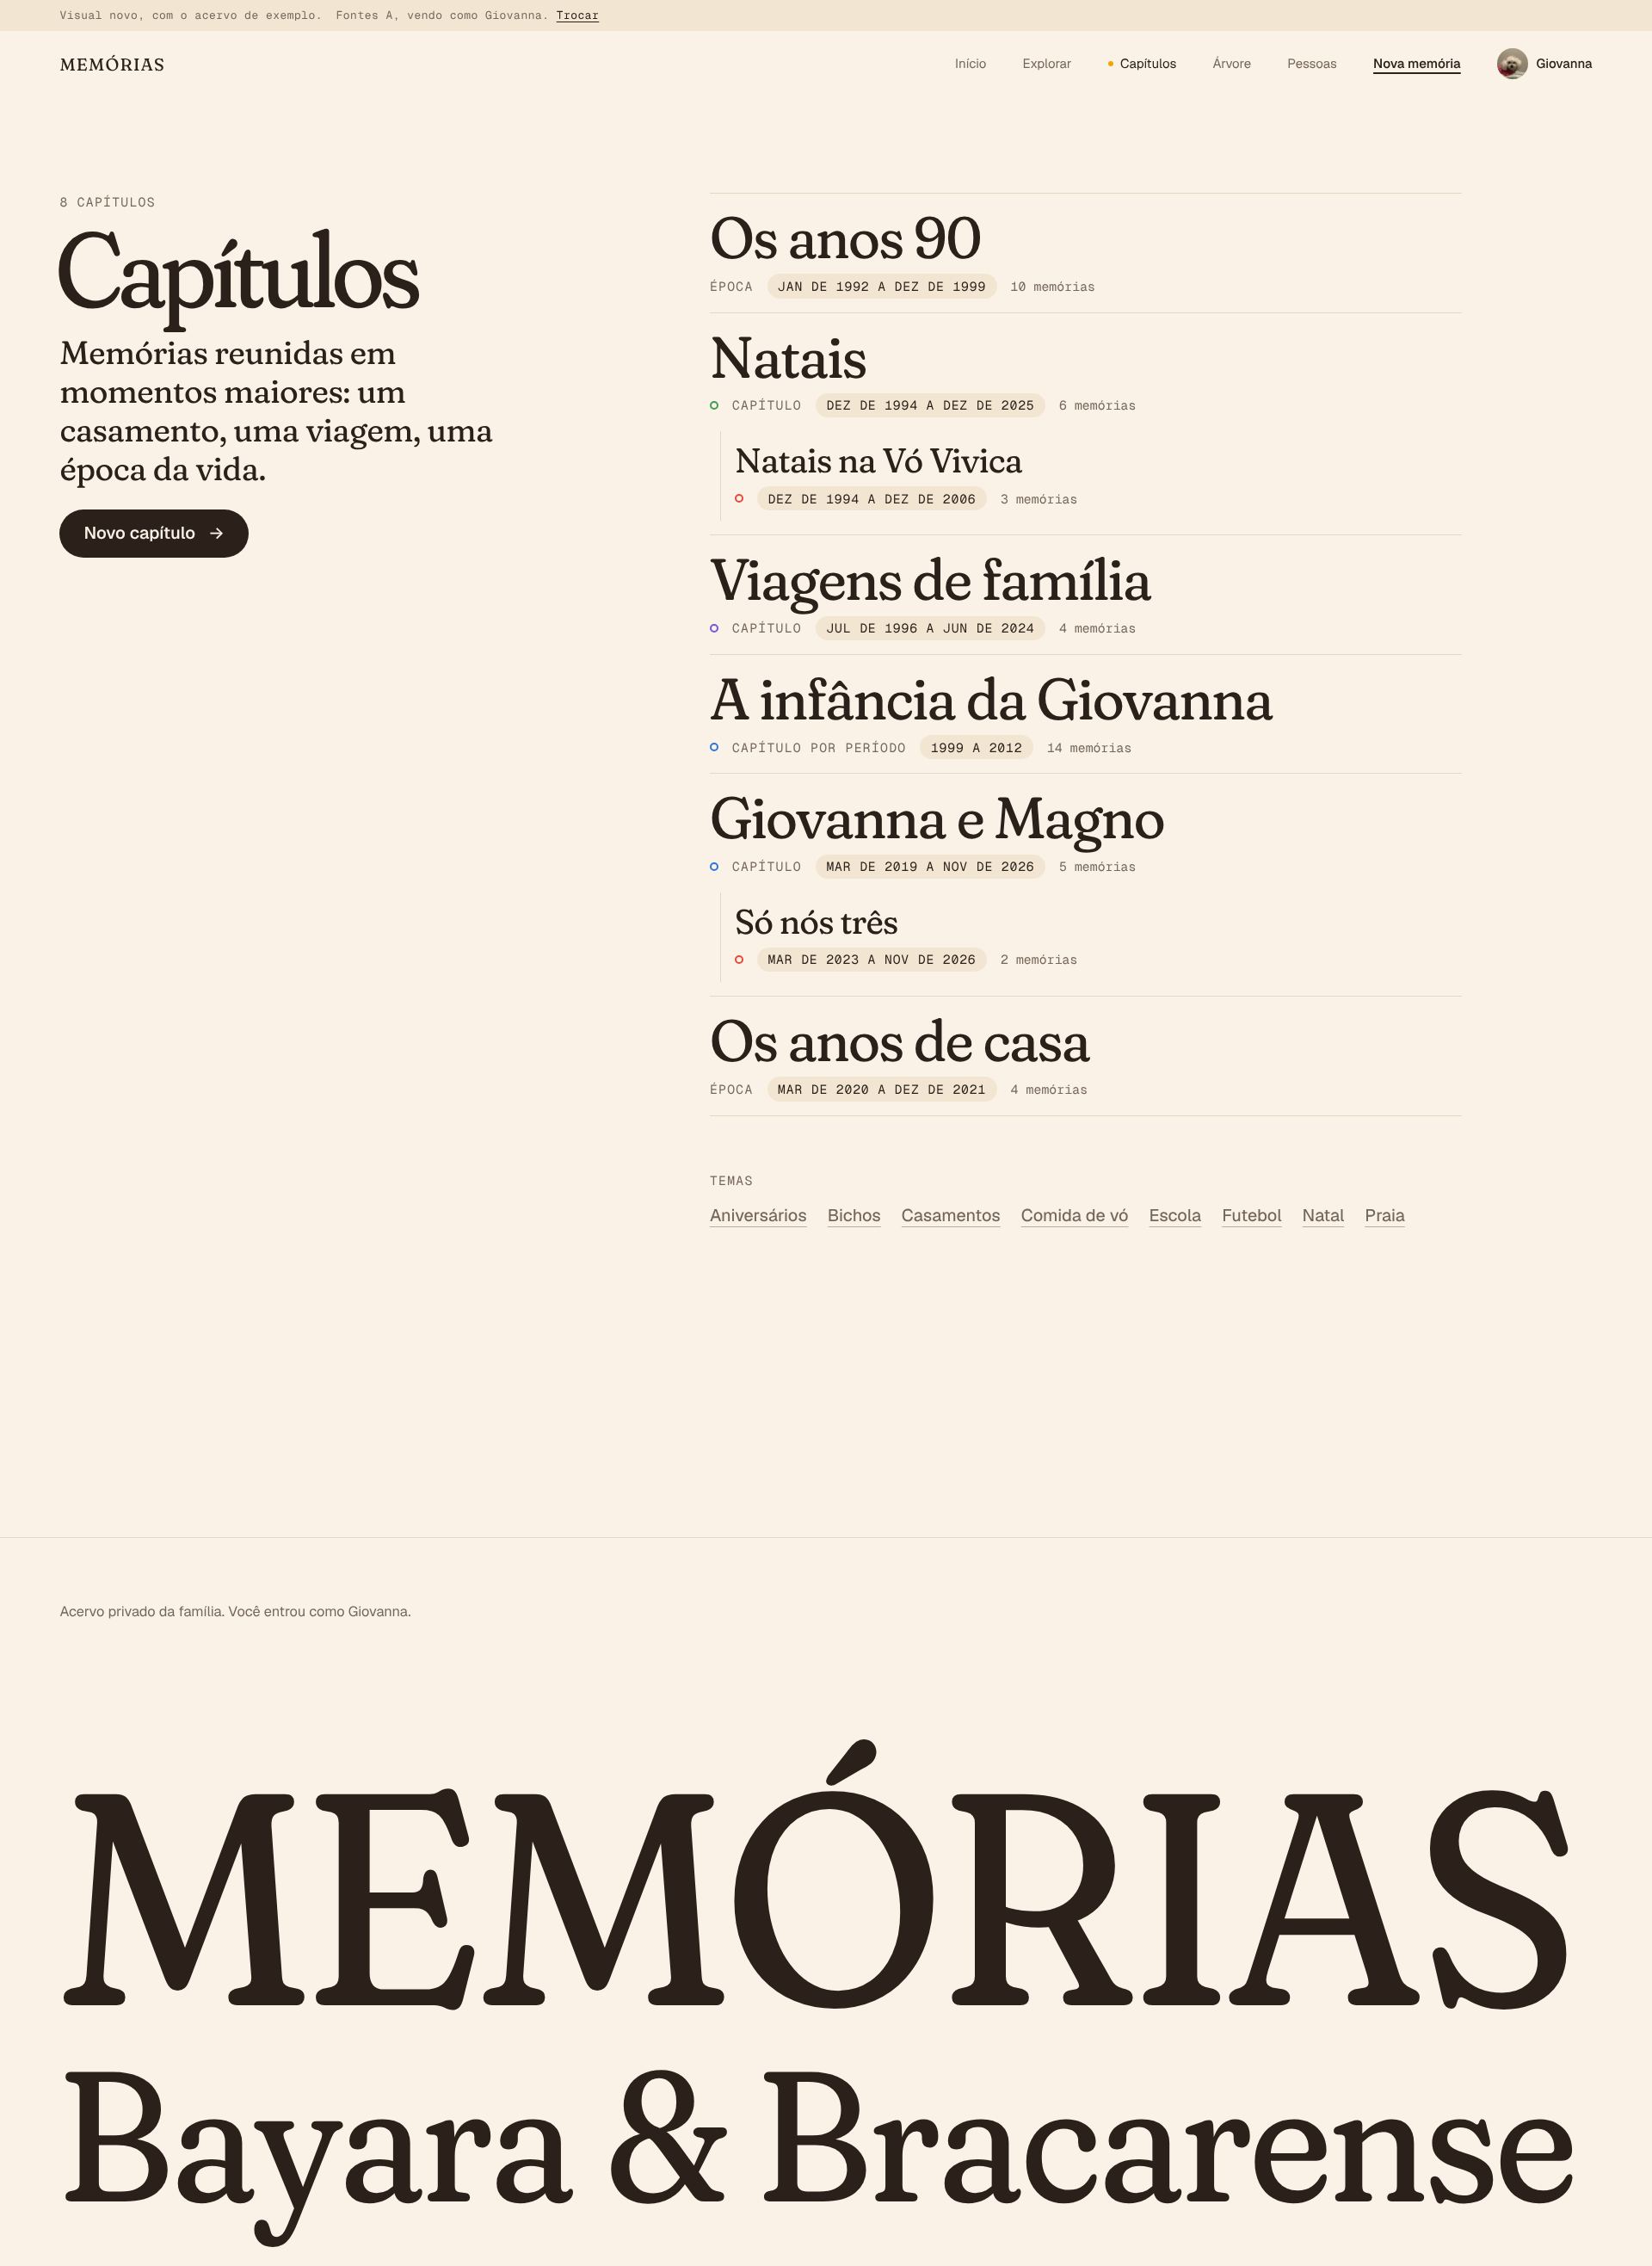 Visual novo, com o acervo de exemplo. Fontes A, vendo como Giovanna. Trocar
MEMÓRIAS
Início Explorar Capítulos Árvore Pessoas Nova memória Giovanna
8 CAPÍTULOS
Capítulos
Memórias reunidas em
momentos maiores: um
casamento, uma viagem, uma
época da vida.
Novo capítulo →
Os anos 90
ÉPOCA JAN DE 1992 A DEZ DE 1999 10 memórias
Natais
CAPÍTULO DEZ DE 1994 A DEZ DE 2025 6 memórias
Natais na Vó Vivica
DEZ DE 1994 A DEZ DE 2006 3 memórias
Viagens de família
CAPÍTULO JUL DE 1996 A JUN DE 2024 4 memórias
A infância da Giovanna
CAPÍTULO POR PERÍODO 1999 A 2012 14 memórias
Giovanna e Magno
CAPÍTULO MAR DE 2019 A NOV DE 2026 5 memórias
Só nós três
MAR DE 2023 A NOV DE 2026 2 memórias
Os anos de casa
ÉPOCA MAR DE 2020 A DEZ DE 2021 4 memórias
TEMAS
Aniversários Bichos Casamentos Comida de vó Escola Futebol Natal Praia
Acervo privado da família. Você entrou como Giovanna.
MEMÓRIAS
Bayara & Bracarense